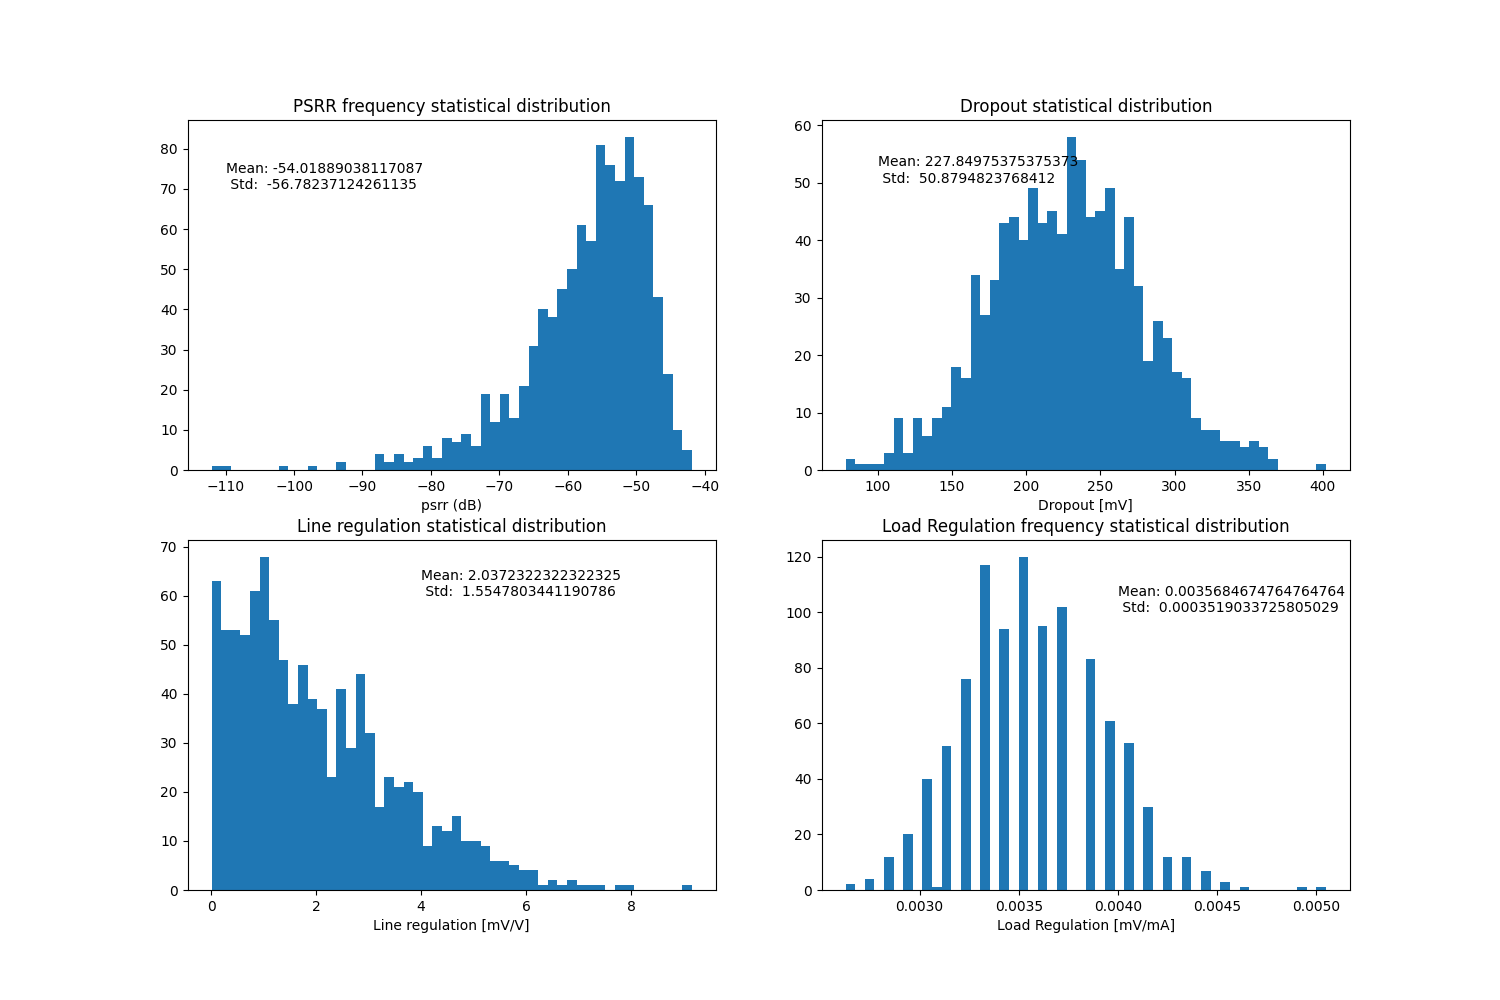 PSRR frequency statistical distribution
80
70
60
50
40
30
20
10
0
Mean: -54.01889038117087
Std: -56.78237124261135
−110 −100 −90 −80 −70 −60 −50 −40
psrr (dB)
Dropout statistical distribution
60
50
40
30
20
10
0
Mean: 227.84975375375373
Std: 50.8794823768412
100 150 200 250 300 350 400
Dropout [mV]
Line regulation statistical distribution
70
60
50
40
30
20
10
0
Mean: 2.0372322322322325
Std: 1.5547803441190786
0 2 4 6 8
Line regulation [mV/V]
Load Regulation frequency statistical distribution
120
100
80
60
40
20
0
Mean: 0.0035684674764764764
Std: 0.0003519033725805029
0.0030 0.0035 0.0040 0.0045 0.0050
Load Regulation [mV/mA]